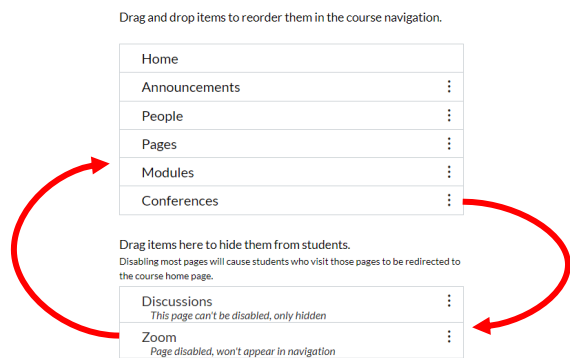 Drag and drop items to reorder them in the course navigation.
Home
Announcements
People
Pages
Modules
Conferences
Drag items here to hide them from students.
Disabling most pages will cause students who visit those pages to be redirected to
the course home page.
Discussions
This page can't be disabled, only hidden
Zoom
Page disabled, won't appear in navigation